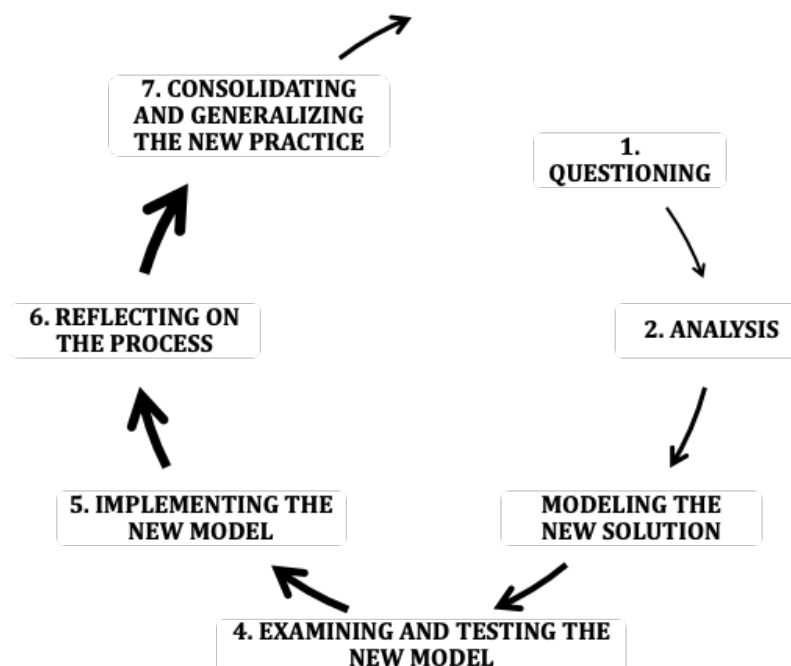 1.
QUESTIONING
2. ANALYSIS
MODELING THE
NEW SOLUTION
4. EXAMINING AND TESTING THE
NEW MODEL
5. IMPLEMENTING THE
NEW MODEL
6. REFLECTING ON
THE PROCESS
7. CONSOLIDATING
AND GENERALIZING
THE NEW PRACTICE